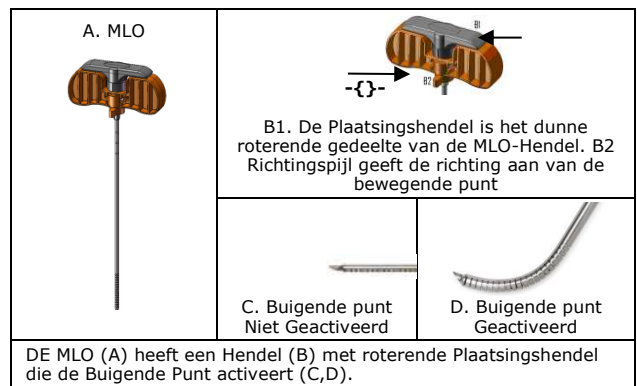 A. MLO
B1
B2
-{}-
B1. De Plaatsingshendel is het dunne
roterende gedeelte van de MLO-Hendel. B2
Richtingspijl geeft de richting aan van de
bewegende punt
C. Buigende punt
Niet Geactiveerd
D. Buigende punt
Geactiveerd
DE MLO (A) heeft een Hendel (B) met roterende Plaatsingshendel
die de Buigende Punt activeert (C,D).